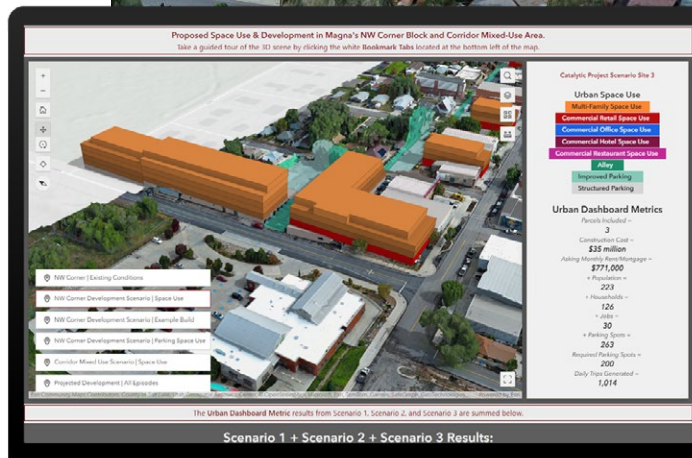 Proposed Space Use & Development in Magna's NW Corner Block and Corridor Mixed-Use Area.
Take a guided tour of the 3D scene by clicking the white Bookmark Tabs located at the bottom left of the map.
NW Corner | Existing Conditions
NW Corner Development Scenario | Space Use
NW Corner Development Scenario | Example Build
NW Corner Development Scenario | Parking Space Use
Corridor Mixed Use Scenario | Space Use
Projected Development | All Episodes
Catalytic Project Scenario Site 3
Urban Space Use
Multi-Family Space Use
Commercial Retail Space Use
Commercial Office Space Use
Commercial Hotel Space Use
Commercial Restaurant Space Use
Alley
Improved Parking
Structured Parking
Urban Dashboard Metrics
Parcels Included ~
3
Construction Cost ~
$35 million
Asking Monthly Rent/Mortgage ~
$771,000
+ Population ≈
223
+ Households ~
126
+ Jobs ~
30
+ Parking Spots ≈
263
Required Parking Spots ≈
200
Daily Trips Generated ~
1,014
The Urban Dashboard Metric results from Scenario 1, Scenario 2, and Scenario 3 are summed below.
Scenario 1 + Scenario 2 + Scenario 3 Results: